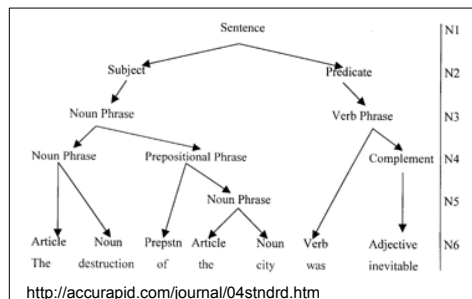 Sentence N1
Subject Predicate N2
Noun Phrase Verb Phrase N3
Noun Phrase Prepositional Phrase Complement N4
Noun Phrase N5
Article Noun Prepstn Article Noun Verb Adjective N6
The destruction of the city was inevitable
http://accurapid.com/journal/04stndrd.htm